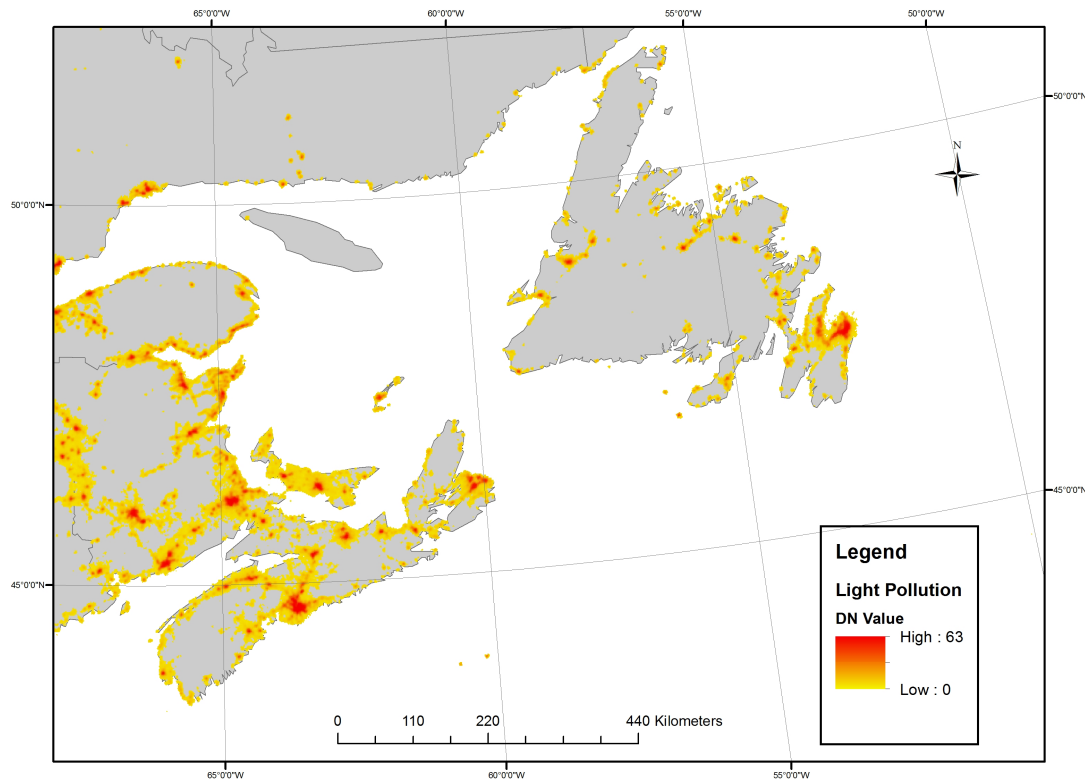 65°0'0"W 60°0'0"W 55°0'0"W 50°0'0"W
50°0'0"N
N
50°0'0"N
45°0'0"N
Legend
Light Pollution
45°0'0"N
DN Value
High : 63
Low : 0
0 110 220 440 Kilometers
65°0'0"W 60°0'0"W 55°0'0"W